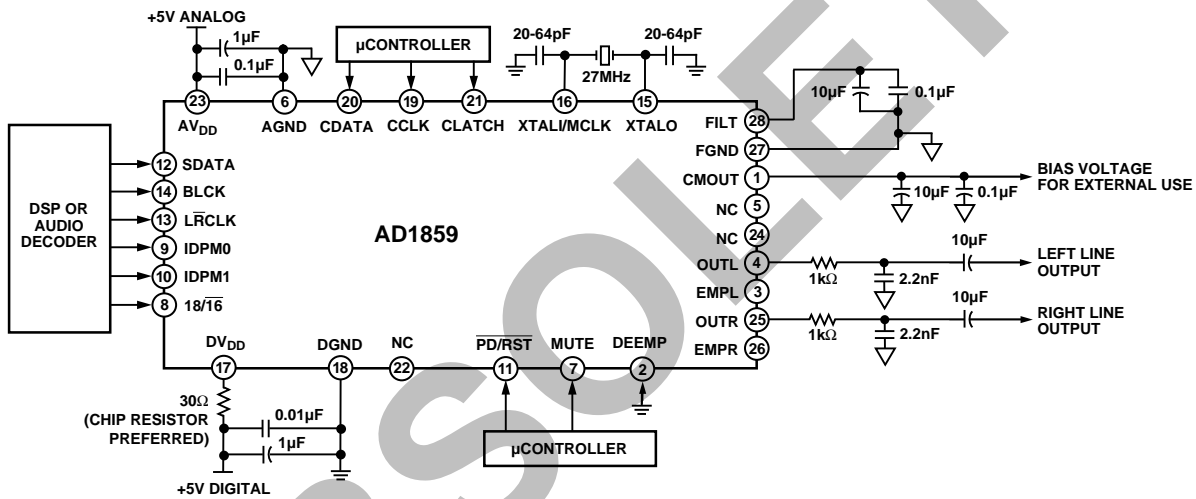 +5V ANALOG
1µF
0.1µF
µCONTROLLER
20-64pF
20-64pF
27MHz
23
6
20
19
21
16
15
AVDD
AGND
CDATA
CCLK
CLATCH
XTALI/MCLK
XTALO
DSP OR
AUDIO
DECODER
12
SDATA
14
BLCK
13
LRCLK
9
IDPM0
10
IDPM1
8
18/16
AD1859
FILT
28
FGND
27
CMOUT
1
NC
5
NC
24
OUTL
4
EMPL
3
OUTR
25
EMPR
26
10µF
0.1µF
10µF
0.1µF
BIAS VOLTAGE
FOR EXTERNAL USE
1kΩ
2.2nF
10µF
LEFT LINE
OUTPUT
1kΩ
2.2nF
10µF
RIGHT LINE
OUTPUT
DVDD
DGND
NC
PD/RST
MUTE
DEEMP
17
18
22
11
7
2
30Ω
(CHIP RESISTOR
PREFERRED)
0.01µF
1µF
+5V DIGITAL
µCONTROLLER